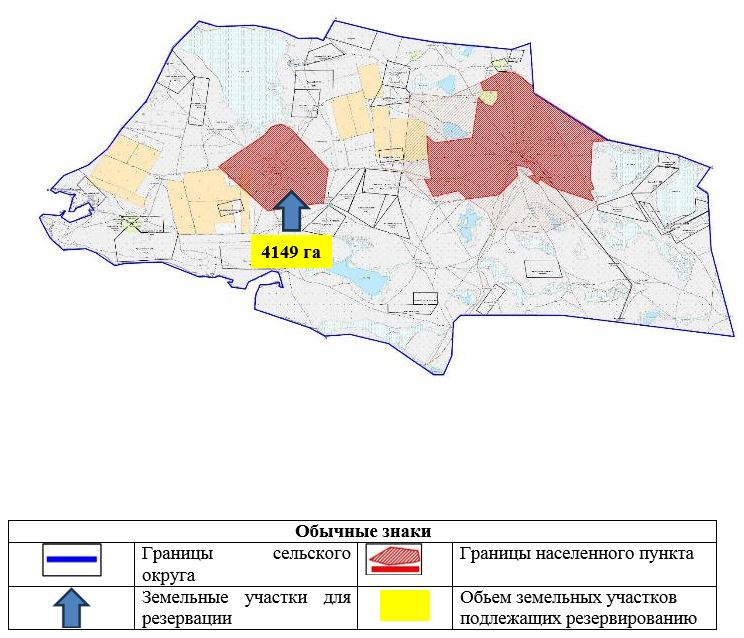 4149 га
Обычные знаки
Границы сельского
округа
Границы населенного пункта
Земельные участки для
резервации
Обьем земельных участков
подлежащих резервированию